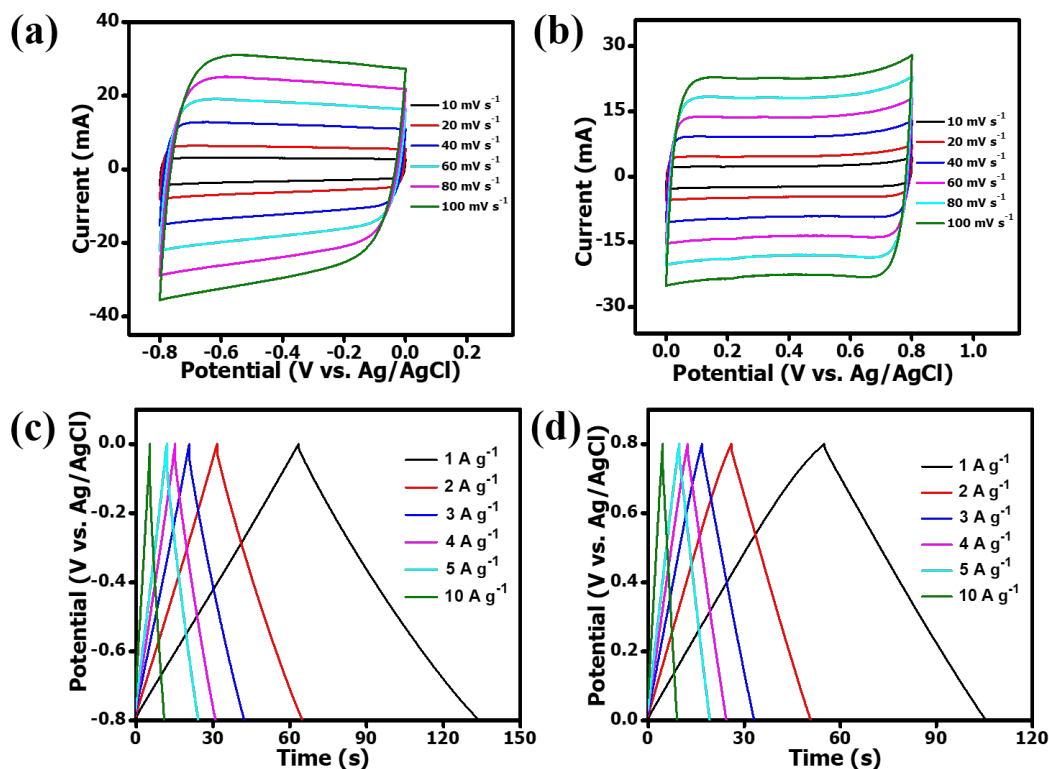 (a)
40
20
0
-20
-40
Current (mA)
10 mV s⁻¹
20 mV s⁻¹
40 mV s⁻¹
60 mV s⁻¹
80 mV s⁻¹
100 mV s⁻¹
-0.8 -0.6 -0.4 -0.2 0.0 0.2
Potential (V vs. Ag/AgCl)
(b)
30
15
0
-15
-30
Current (mA)
10 mV s⁻¹
20 mV s⁻¹
40 mV s⁻¹
60 mV s⁻¹
80 mV s⁻¹
100 mV s⁻¹
0.0 0.2 0.4 0.6 0.8 1.0
Potential (V vs. Ag/AgCl)
(c)
0.0
-0.2
-0.4
-0.6
-0.8
Potential (V vs. Ag/AgCl)
1 A g⁻¹
2 A g⁻¹
3 A g⁻¹
4 A g⁻¹
5 A g⁻¹
10 A g⁻¹
0 30 60 90 120 150
Time (s)
(d)
0.8
0.6
0.4
0.2
0.0
Potential (V vs. Ag/AgCl)
1 A g⁻¹
2 A g⁻¹
3 A g⁻¹
4 A g⁻¹
5 A g⁻¹
10 A g⁻¹
0 30 60 90 120
Time (s)